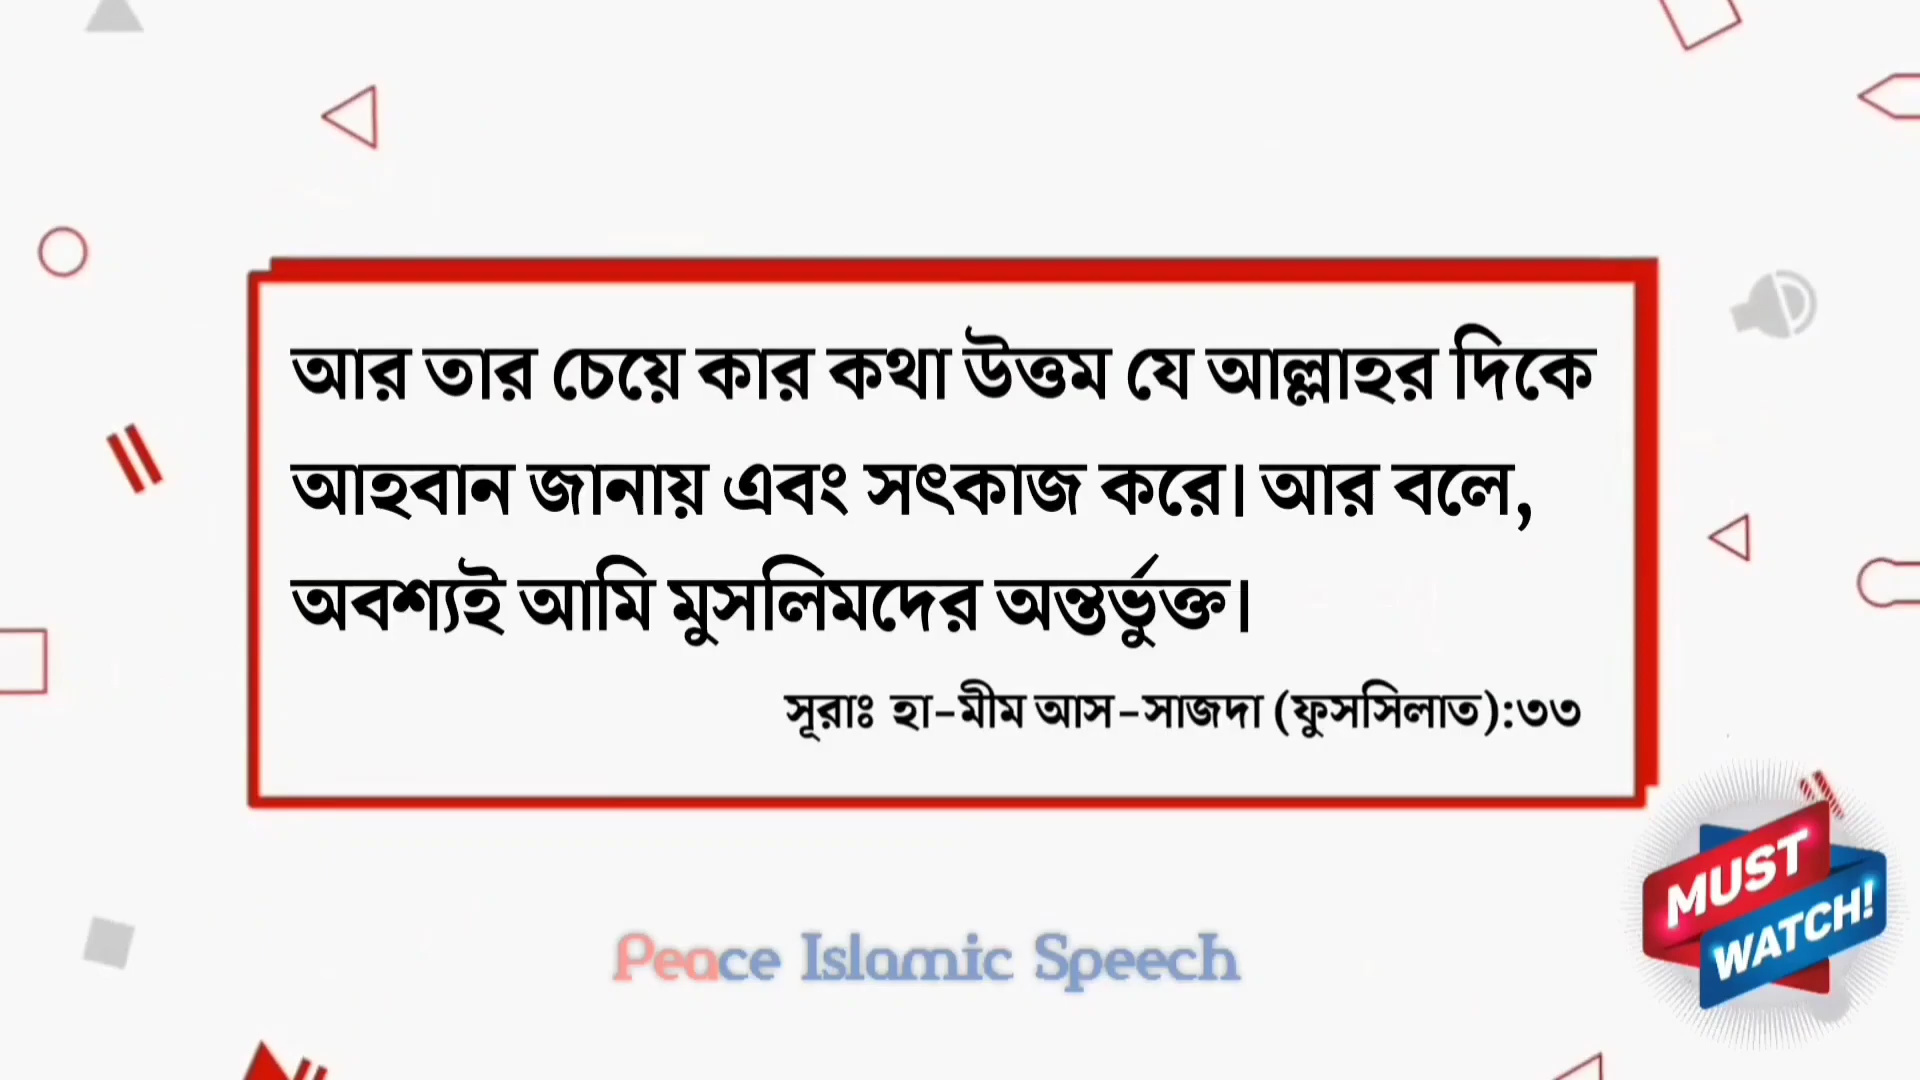 আর তার চেয়ে কার কথা উত্তম যে আল্লাহর দিকে
আহবান জানায় এবং সৎকাজ করে। আর বলে,
অবশ্যই আমি মুসলিমদের অন্তর্ভুক্ত।
সূরাঃ হা-মীম আস-সাজদা (ফুসসিলাত):৩৩
MUST
WATCH!
Peace Islamic Speech